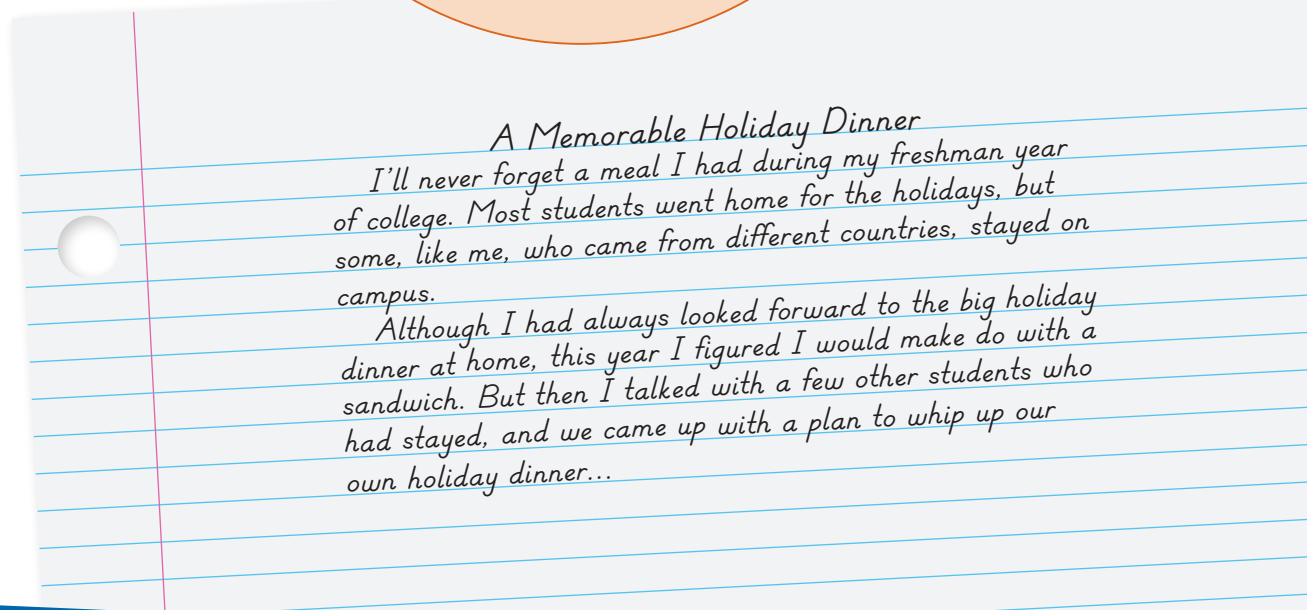 A Memorable Holiday Dinner
I'll never forget a meal I had during my freshman year
of college. Most students went home for the holidays, but
some, like me, who came from different countries, stayed on
campus.
Although I had always looked forward to the big holiday
dinner at home, this year I figured I would make do with a
sandwich. But then I talked with a few other students who
had stayed, and we came up with a plan to whip up our
own holiday dinner...